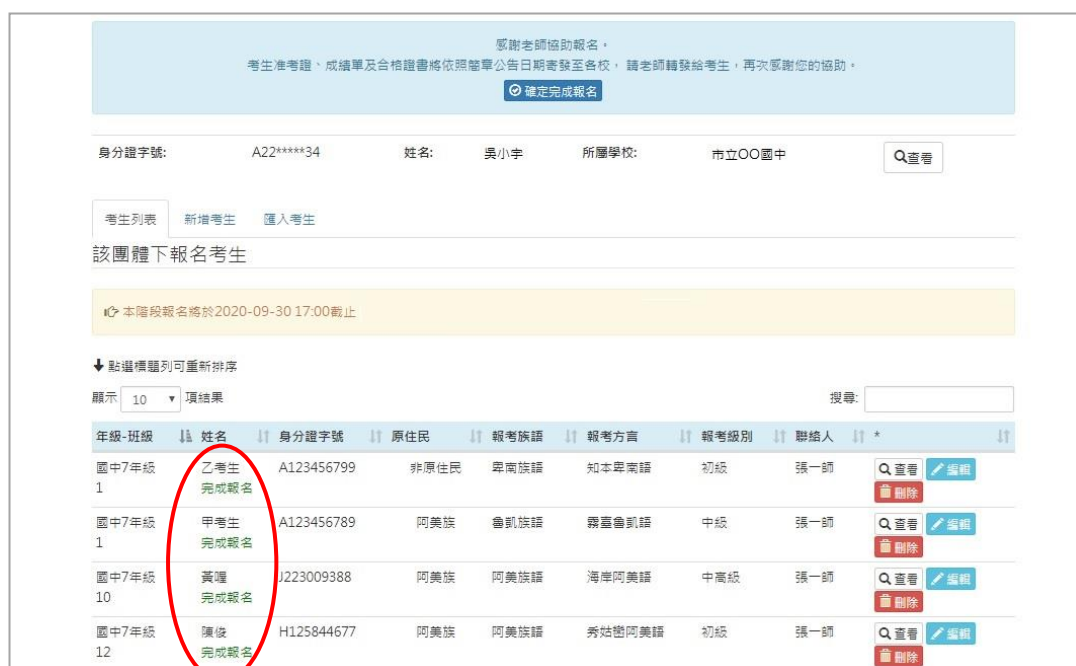 感謝老師協助報名。
考生准考證、成績單及合格證書將依照簡章公告日期寄發至各校， 請老師轉發給考生，再次感謝您的協助。
確定完成報名
身分證字號: A22*****34 姓名: 吳小宇 所屬學校: 市立OO國中 查看
考生列表 新增考生 匯入考生
該團體下報名考生
本階段報名將於2020-09-30 17:00截止
點選標題列可重新排序
顯示 10 項結果 搜尋:
年級-班級 姓名 身分證字號 原住民 報考族語 報考方言 報考級別 聯絡人 *
國中7年級 乙考生 A123456799 非原住民 卑南族語 知本卑南語 初級 張一師 查看 編輯
1 完成報名 刪除
國中7年級 甲考生 A123456789 阿美族 魯凱族語 霧臺魯凱語 中級 張一師 查看 編輯
1 完成報名 刪除
國中7年級 黃喔 J223009388 阿美族 阿美族語 海岸阿美語 中高級 張一師 查看 編輯
10 完成報名 刪除
國中7年級 陳俊 H125844677 阿美族 阿美族語 秀姑巒阿美語 初級 張一師 查看 編輯
12 完成報名 刪除